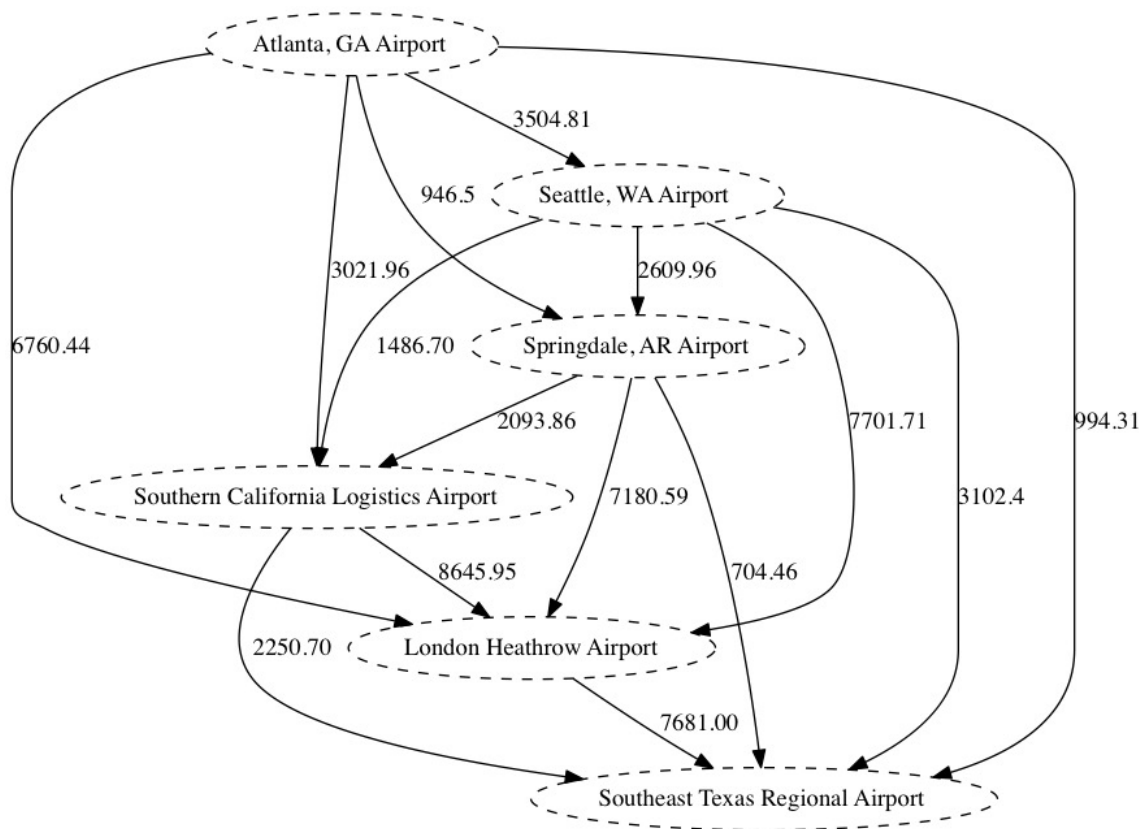 Atlanta, GA Airport
3504.81
946.5
Seattle, WA Airport
3021.96
2609.96
6760.44
1486.70
Springdale, AR Airport
2093.86
7701.71
994.31
Southern California Logistics Airport
7180.59
3102.4
8645.95
704.46
2250.70
London Heathrow Airport
7681.00
Southeast Texas Regional Airport